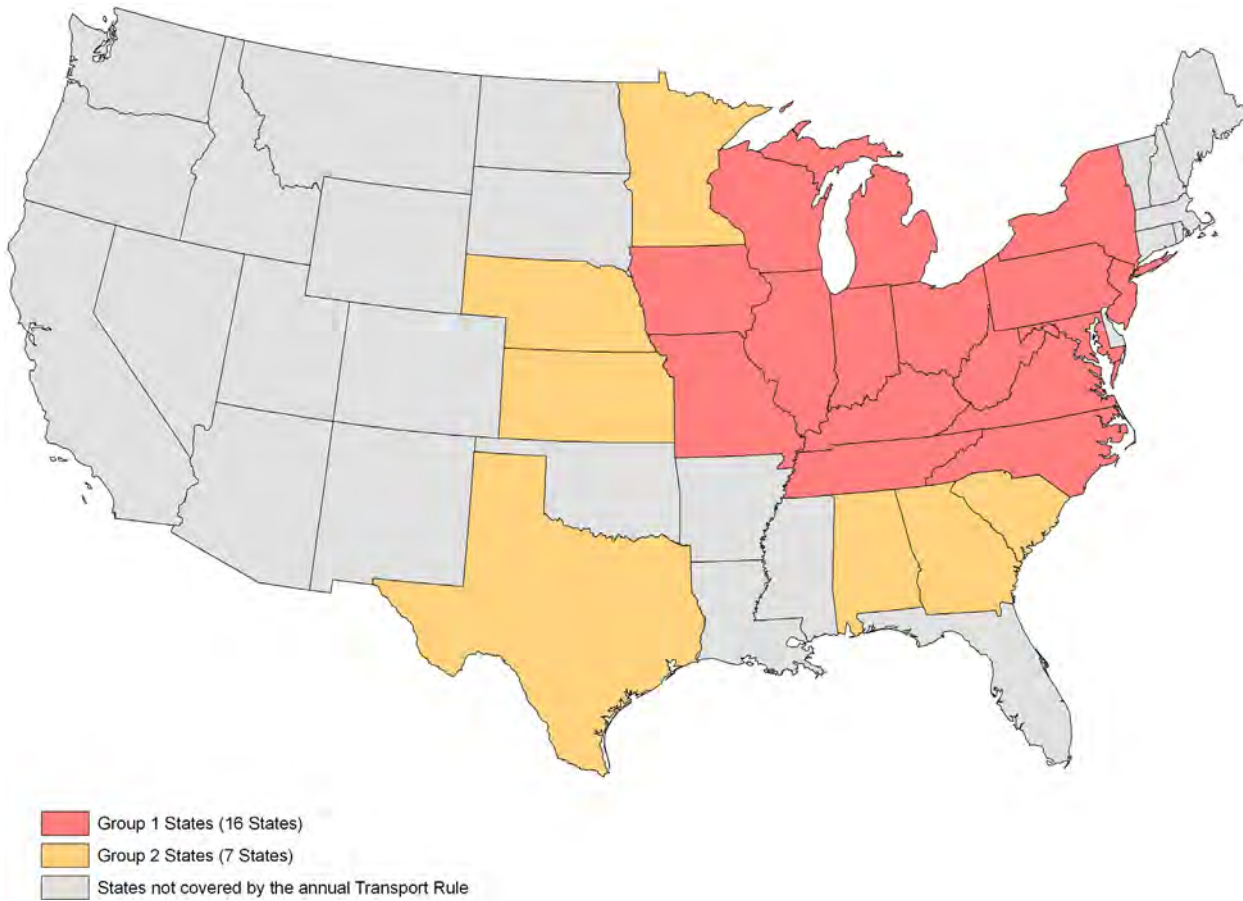 Group 1 States (16 States)
Group 2 States (7 States)
States not covered by the annual Transport Rule